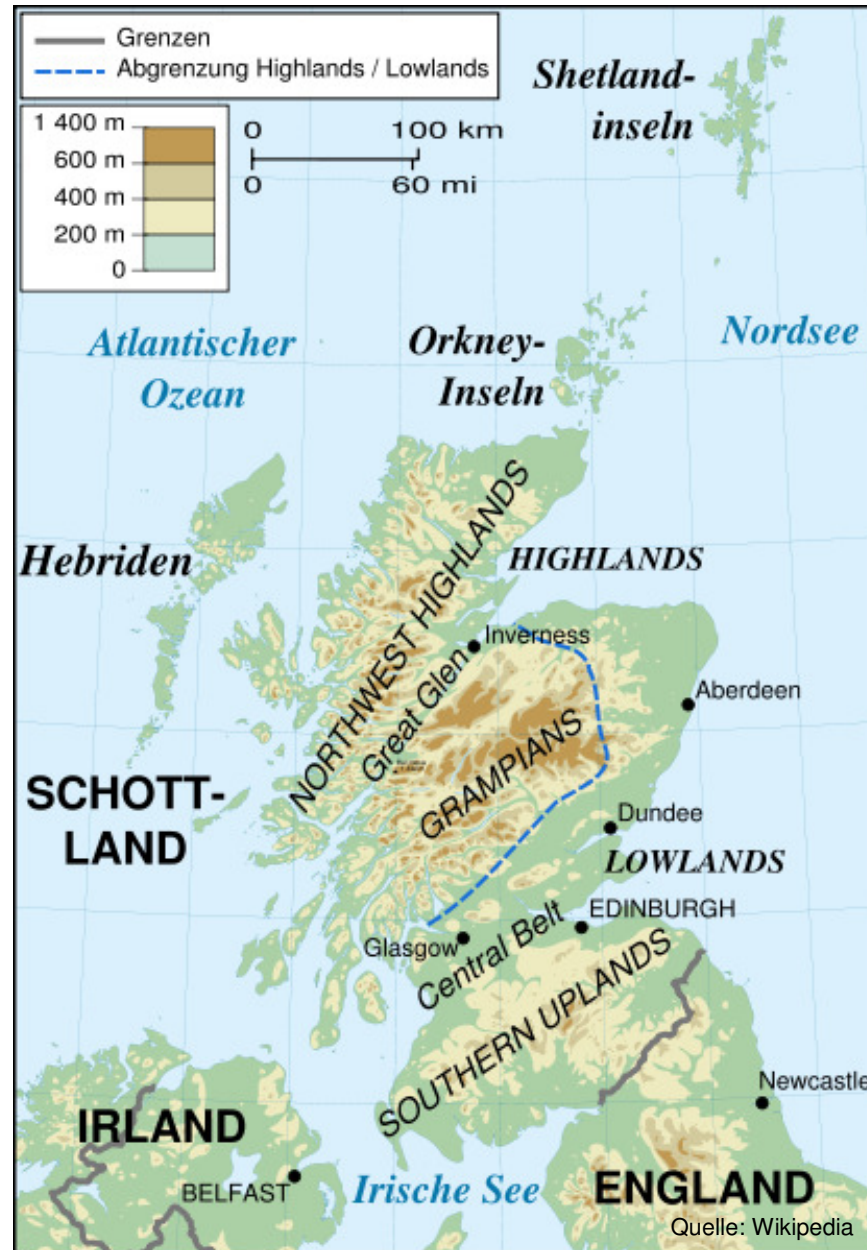 Grenzen
Abgrenzung Highlands / Lowlands
1 400 m
600 m
400 m
200 m
0
0 100 km
0 60 mi
Shetland-
inseln
Atlantischer
Ozean
Orkney-
Inseln
Nordsee
Hebriden
NORTHWEST HIGHLANDS
HIGHLANDS
Inverness
Great Glen
Aberdeen
GRAMPIANS
SCHOTT-
LAND
Dundee
LOWLANDS
EDINBURGH
Glasgow
Central Belt
SOUTHERN UPLANDS
Newcastle
IRLAND
BELFAST
Irische See
ENGLAND
Quelle: Wikipedia